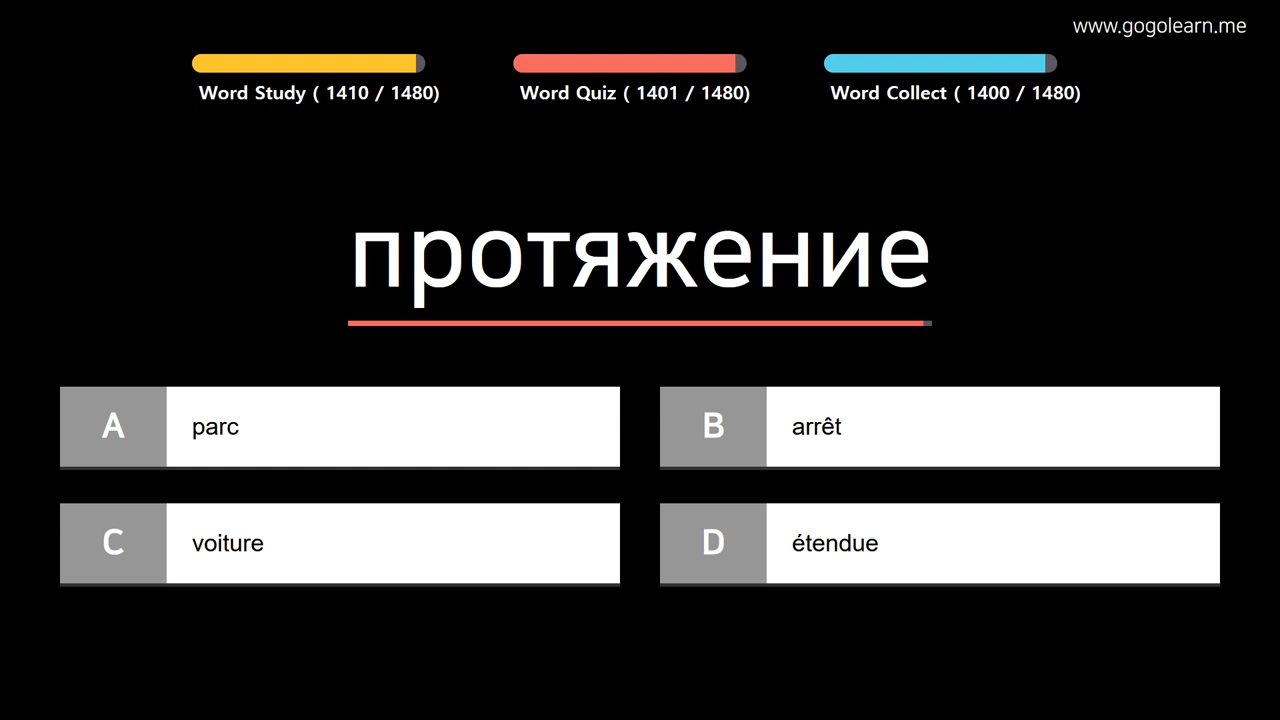 www.gogolearn.me
Word Study ( 1410 / 1480)
Word Quiz ( 1401 / 1480)
Word Collect ( 1400 / 1480)
протяжение
A parc
B arrêt
C voiture
D étendue